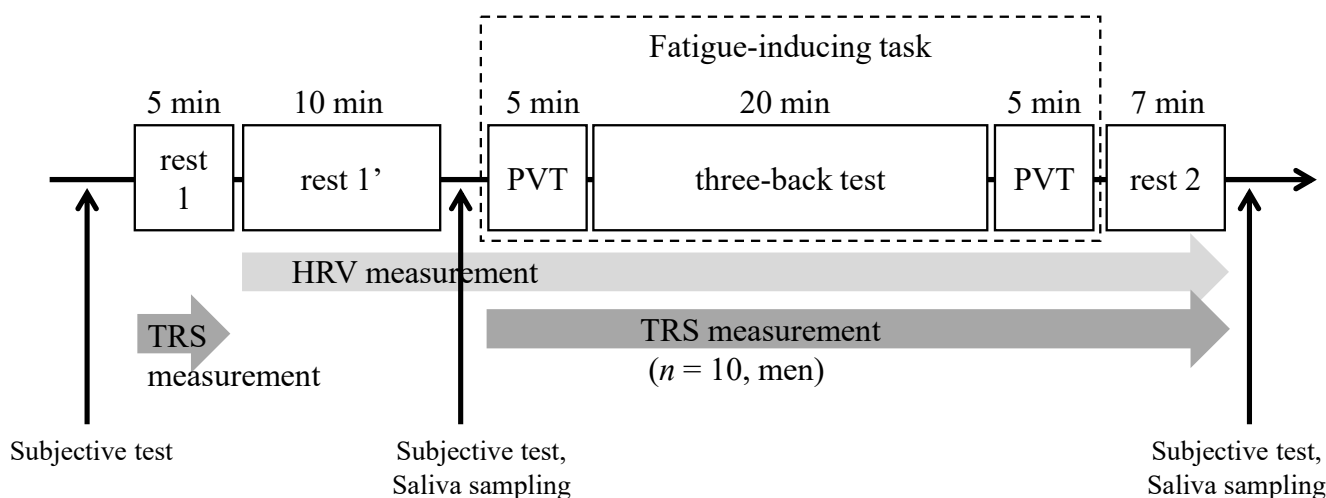 Fatigue-inducing task
5 min
10 min
5 min
20 min
5 min
7 min
rest
1
rest 1’
PVT
three-back test
PVT
rest 2
HRV measurement
TRS
measurement
TRS measurement
(n = 10, men)
Subjective test
Subjective test,
Saliva sampling
Subjective test,
Saliva sampling